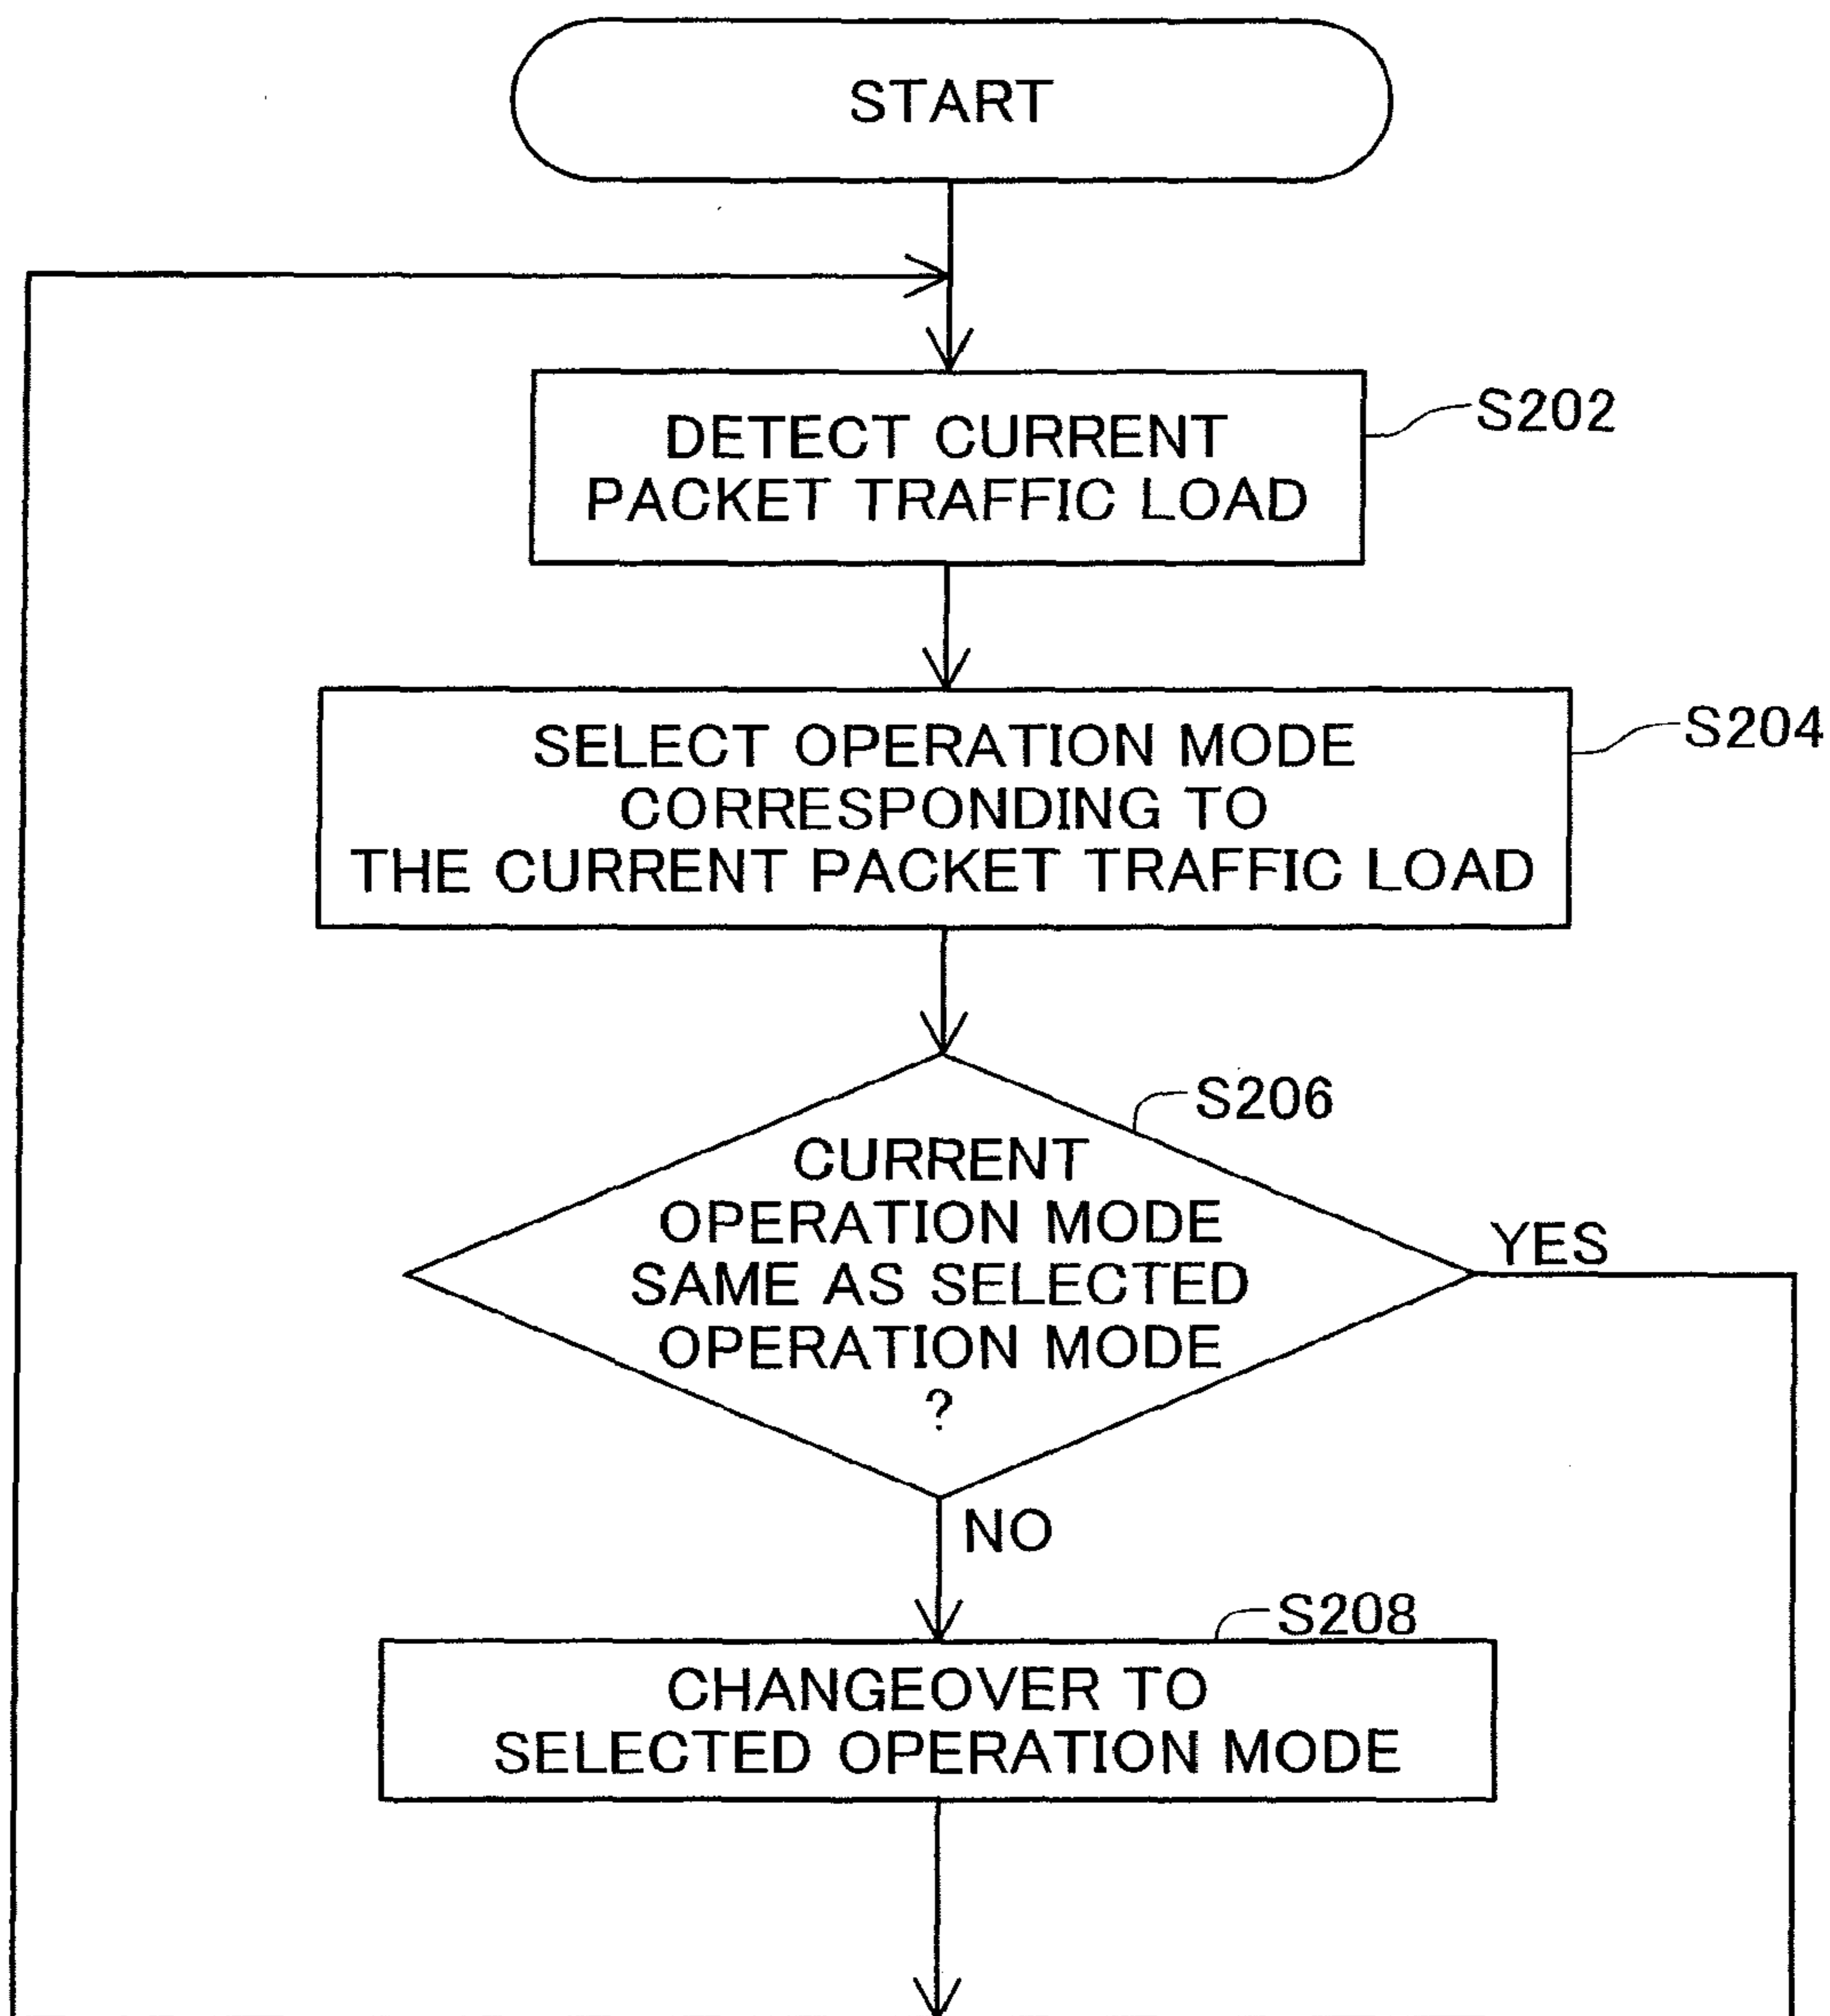 START
DETECT CURRENT
PACKET TRAFFIC LOAD
S202
SELECT OPERATION MODE
CORRESPONDING TO
THE CURRENT PACKET TRAFFIC LOAD
S204
S206
CURRENT
OPERATION MODE
SAME AS SELECTED
OPERATION MODE
?
YES
NO
S208
CHANGEOVER TO
SELECTED OPERATION MODE